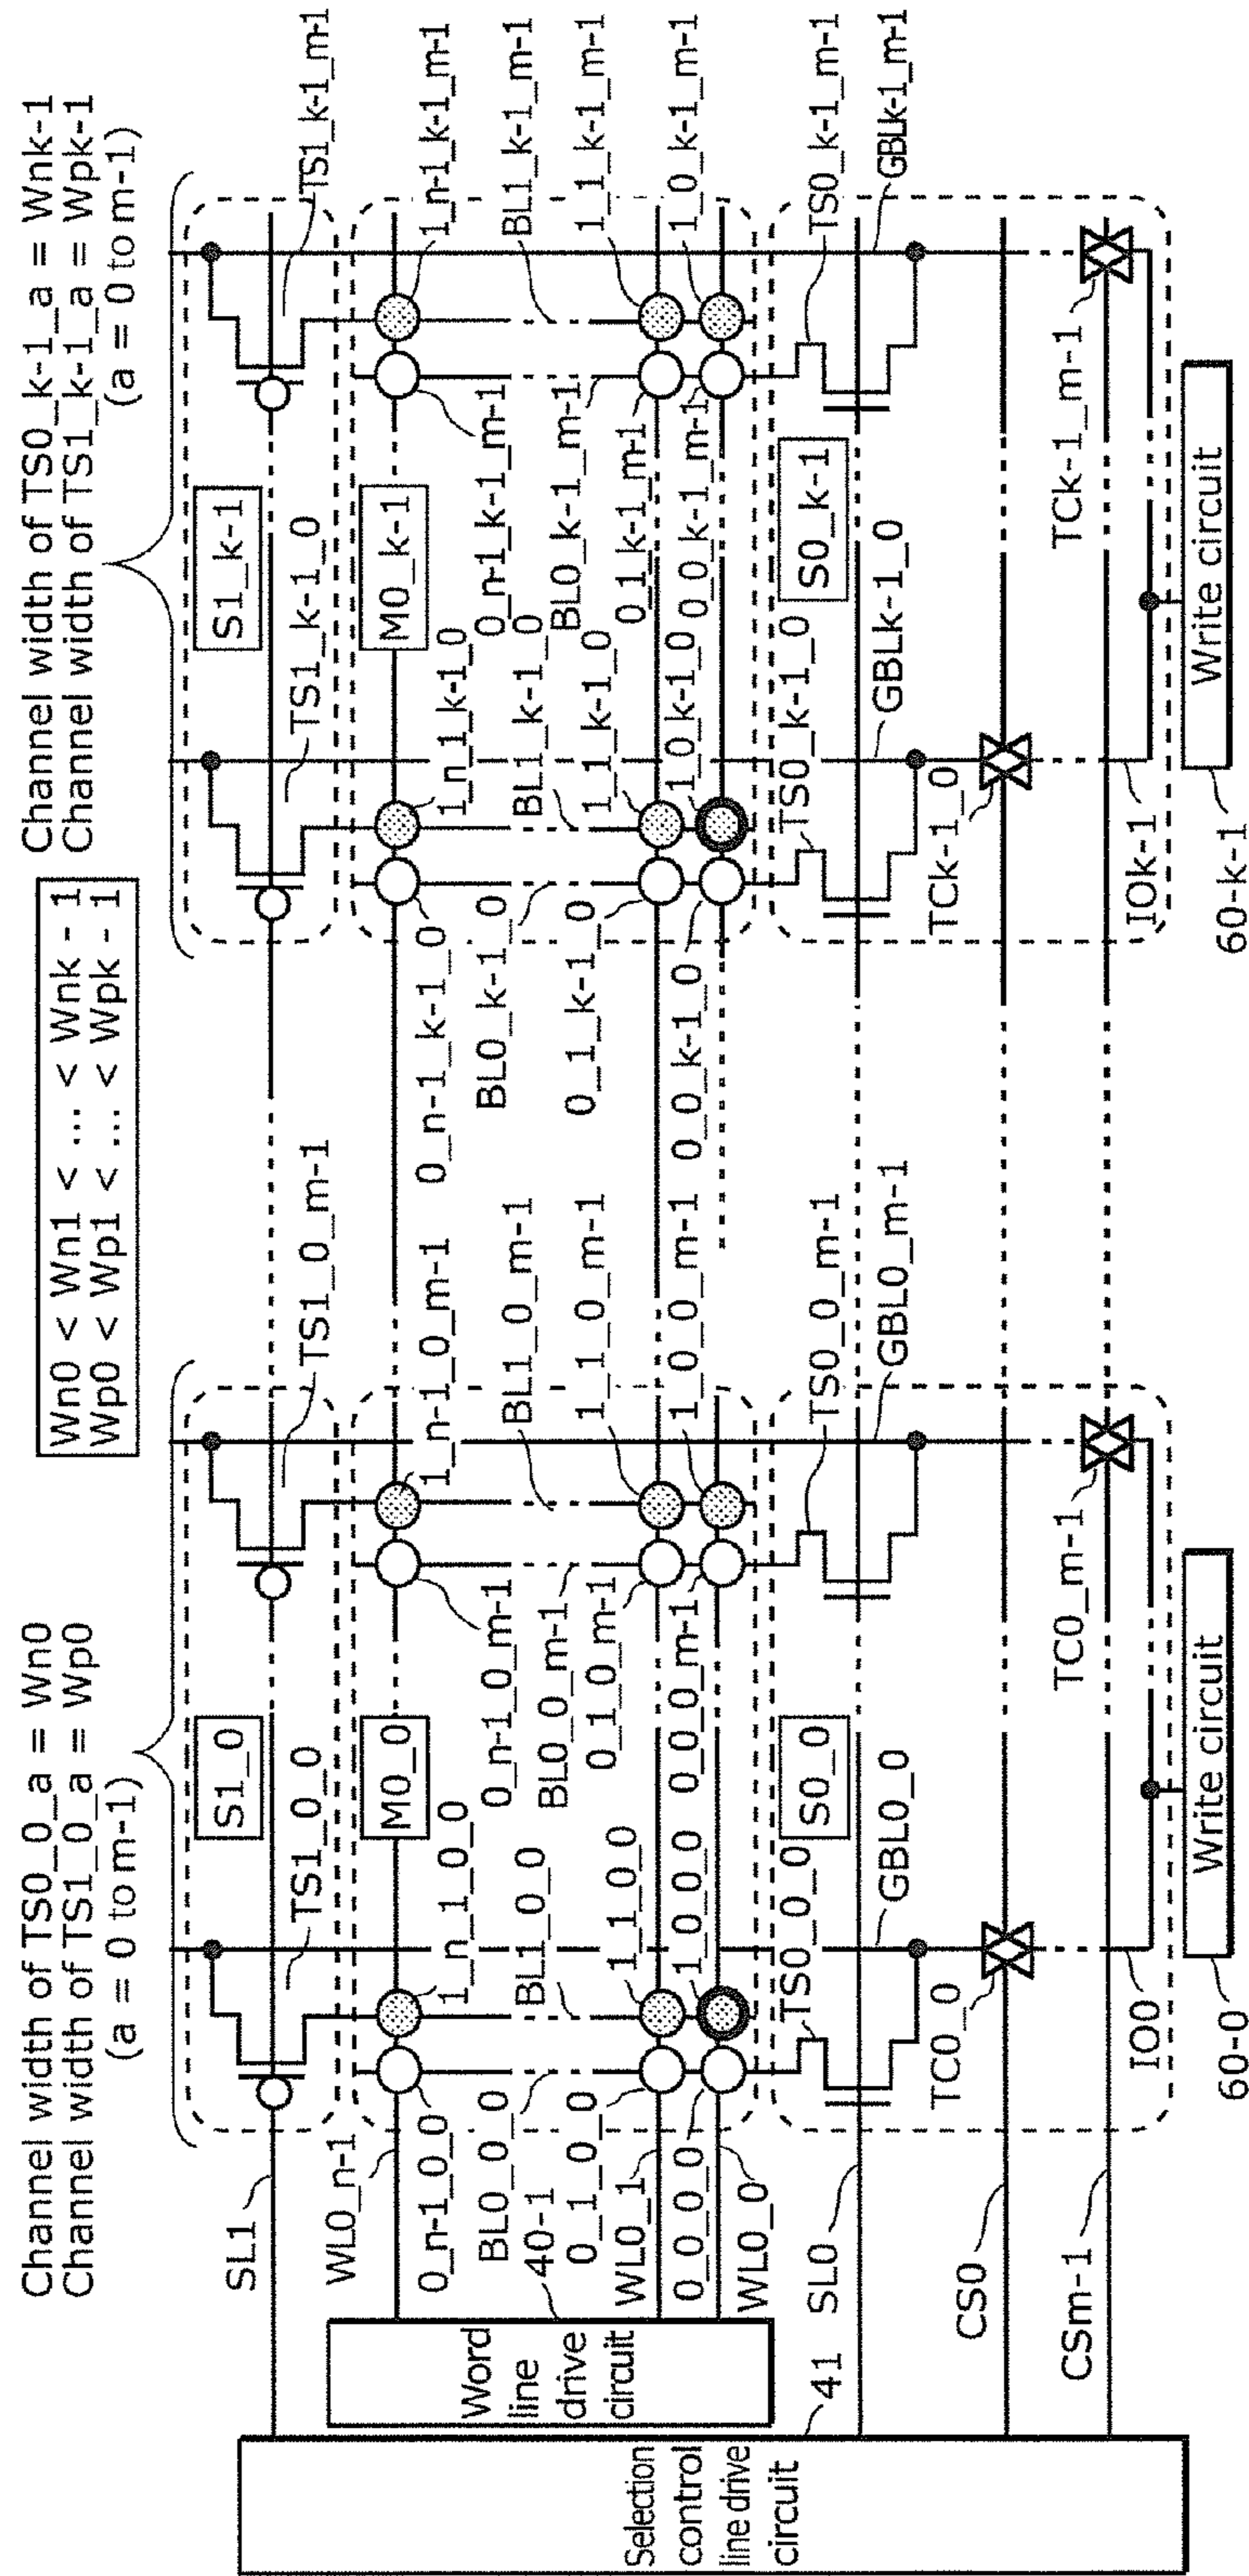 Channel width of TS0_0_a = Wn0
Channel width of TS1_0_a = Wp0
(a = 0 to m-1)
Wn0 < Wn1 < ... < Wnk - 1
Wp0 < Wp1 < ... < Wpk - 1
Channel width of TS0_k-1_a = Wnk-1
Channel width of TS1_k-1_a = Wpk-1
(a = 0 to m-1)
SL1
S1_0
TS1_0_0
TS1_0_m-1
S1_k-1
TS1_k-1_0
TS1_k-1_m-1
WL0_n-1
M0_0
M0_k-1
0_n-1_0_0
1_n_1_0_0
0_n-1_0_m-1
1_n-1_0_m-1
0_n-1_k-1_0
1_n_1_k-1_0
0_n-1_k-1_m-1
1_n-1_k-1_m-1
BL0_0_0
BL1_0_0
BL0_0_m-1
BL1_0_m-1
BL0_k-1_0
BL1_k-1_0
BL0_k-1_m-1
BL1_k-1_m-1
40-1
Word
line
drive
circuit
0_1_0_0
1_1_0_0
0_1_0_m-1
1_1_0_m-1
0_1_k-1_0
1_1_k-1_0
0_1_k-1_m-1
1_1_k-1_m-1
WL0_1
0_0_0_0
1_0_0_0
0_0_0_m-1
1_0_0_m-1
0_0_k-1_0
1_0_k-1_0
0_0_k-1_m-1
1_0_k-1_m-1
WL0_0
TS0_0_0
S0_0
TS0_0_m-1
TS0_k-1_0
S0_k-1
TS0_k-1_m-1
41
SL0
GBL0_0
GBL0_m-1
GBLk-1_0
GBLk-1_m-1
Selection
control
line drive
circuit
CS0
TC0_0
TCk-1_0
CSm-1
TC0_m-1
TCk-1_m-1
IO0
IOk-1
Write circuit
Write circuit
60-0
60-k-1